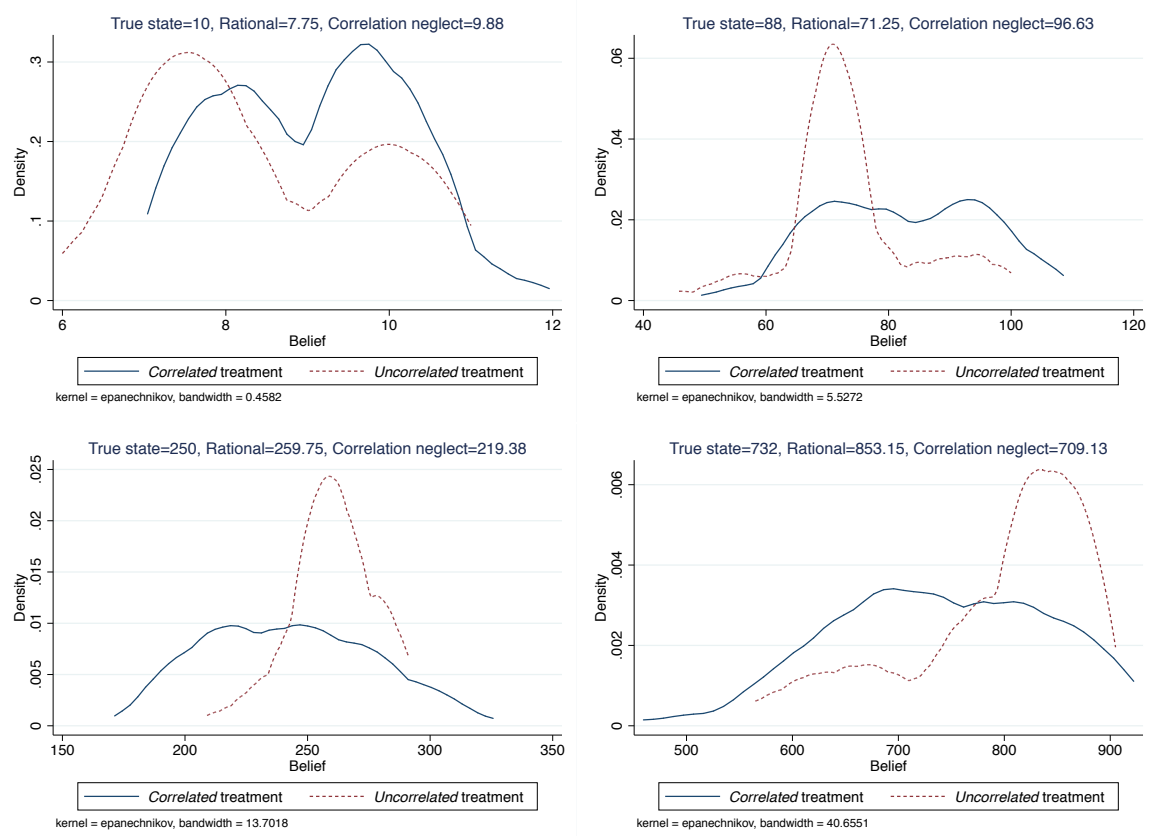 True state=10, Rational=7.75, Correlation neglect=9.88
Density
0
.1
.2
.3
6
8
10
12
Belief
Correlated treatment
Uncorrelated treatment
kernel = epanechnikov, bandwidth = 0.4582
True state=88, Rational=71.25, Correlation neglect=96.63
Density
0
.02
.04
.06
40
60
80
100
120
Belief
Correlated treatment
Uncorrelated treatment
kernel = epanechnikov, bandwidth = 5.5272
True state=250, Rational=259.75, Correlation neglect=219.38
Density
0
.005
.01
.015
.02
.025
150
200
250
300
350
Belief
Correlated treatment
Uncorrelated treatment
kernel = epanechnikov, bandwidth = 13.7018
True state=732, Rational=853.15, Correlation neglect=709.13
Density
0
.002
.004
.006
500
600
700
800
900
Belief
Correlated treatment
Uncorrelated treatment
kernel = epanechnikov, bandwidth = 40.6551